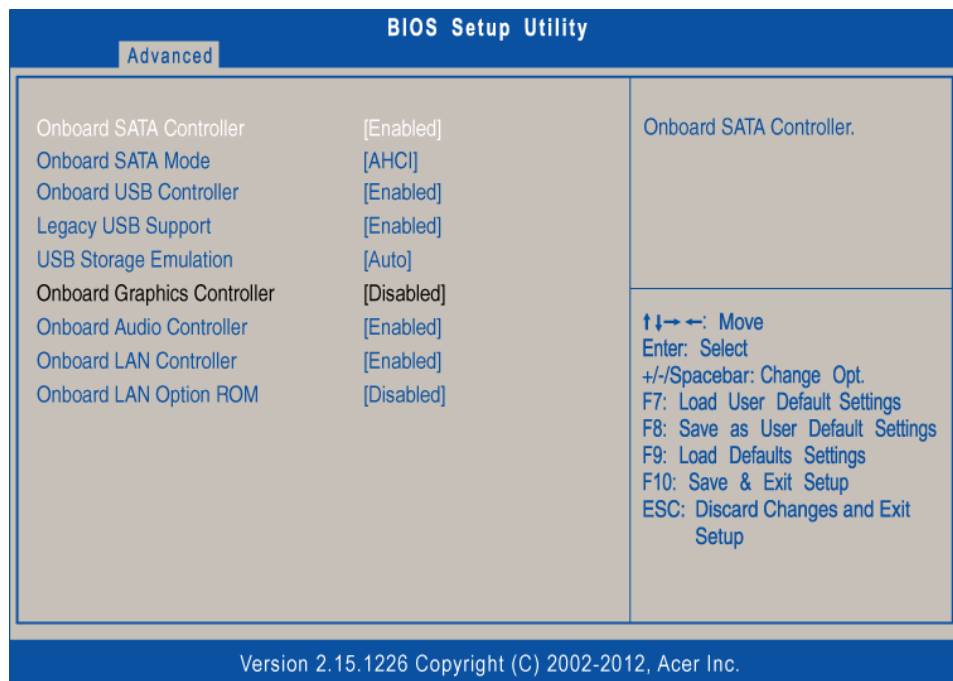 BIOS Setup Utility
Advanced
Onboard SATA Controller [Enabled]
Onboard SATA Mode [AHCI]
Onboard USB Controller [Enabled]
Legacy USB Support [Enabled]
USB Storage Emulation [Auto]
Onboard Graphics Controller [Disabled]
Onboard Audio Controller [Enabled]
Onboard LAN Controller [Enabled]
Onboard LAN Option ROM [Disabled]
Onboard SATA Controller.
↑↓→←: Move
Enter: Select
+/-/Spacebar: Change Opt.
F7: Load User Default Settings
F8: Save as User Default Settings
F9: Load Defaults Settings
F10: Save & Exit Setup
ESC: Discard Changes and Exit
Setup
Version 2.15.1226 Copyright (C) 2002-2012, Acer Inc.